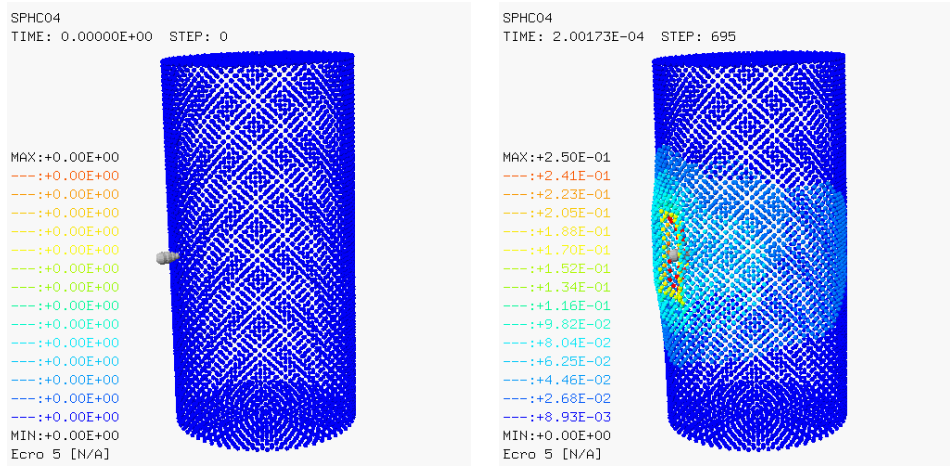 SPHC04
TIME: 0.00000E+00 STEP: 0
MAX:+0.00E+00
---:+0.00E+00
---:+0.00E+00
---:+0.00E+00
---:+0.00E+00
---:+0.00E+00
---:+0.00E+00
---:+0.00E+00
---:+0.00E+00
---:+0.00E+00
---:+0.00E+00
---:+0.00E+00
---:+0.00E+00
---:+0.00E+00
---:+0.00E+00
MIN:+0.00E+00
Ecro 5 [N/A]
SPHC04
TIME: 2.00173E-04 STEP: 695
MAX:+2.50E-01
---:+2.41E-01
---:+2.23E-01
---:+2.05E-01
---:+1.88E-01
---:+1.70E-01
---:+1.52E-01
---:+1.34E-01
---:+1.16E-01
---:+9.82E-02
---:+8.04E-02
---:+6.25E-02
---:+4.46E-02
---:+2.68E-02
---:+8.93E-03
MIN:+0.00E+00
Ecro 5 [N/A]